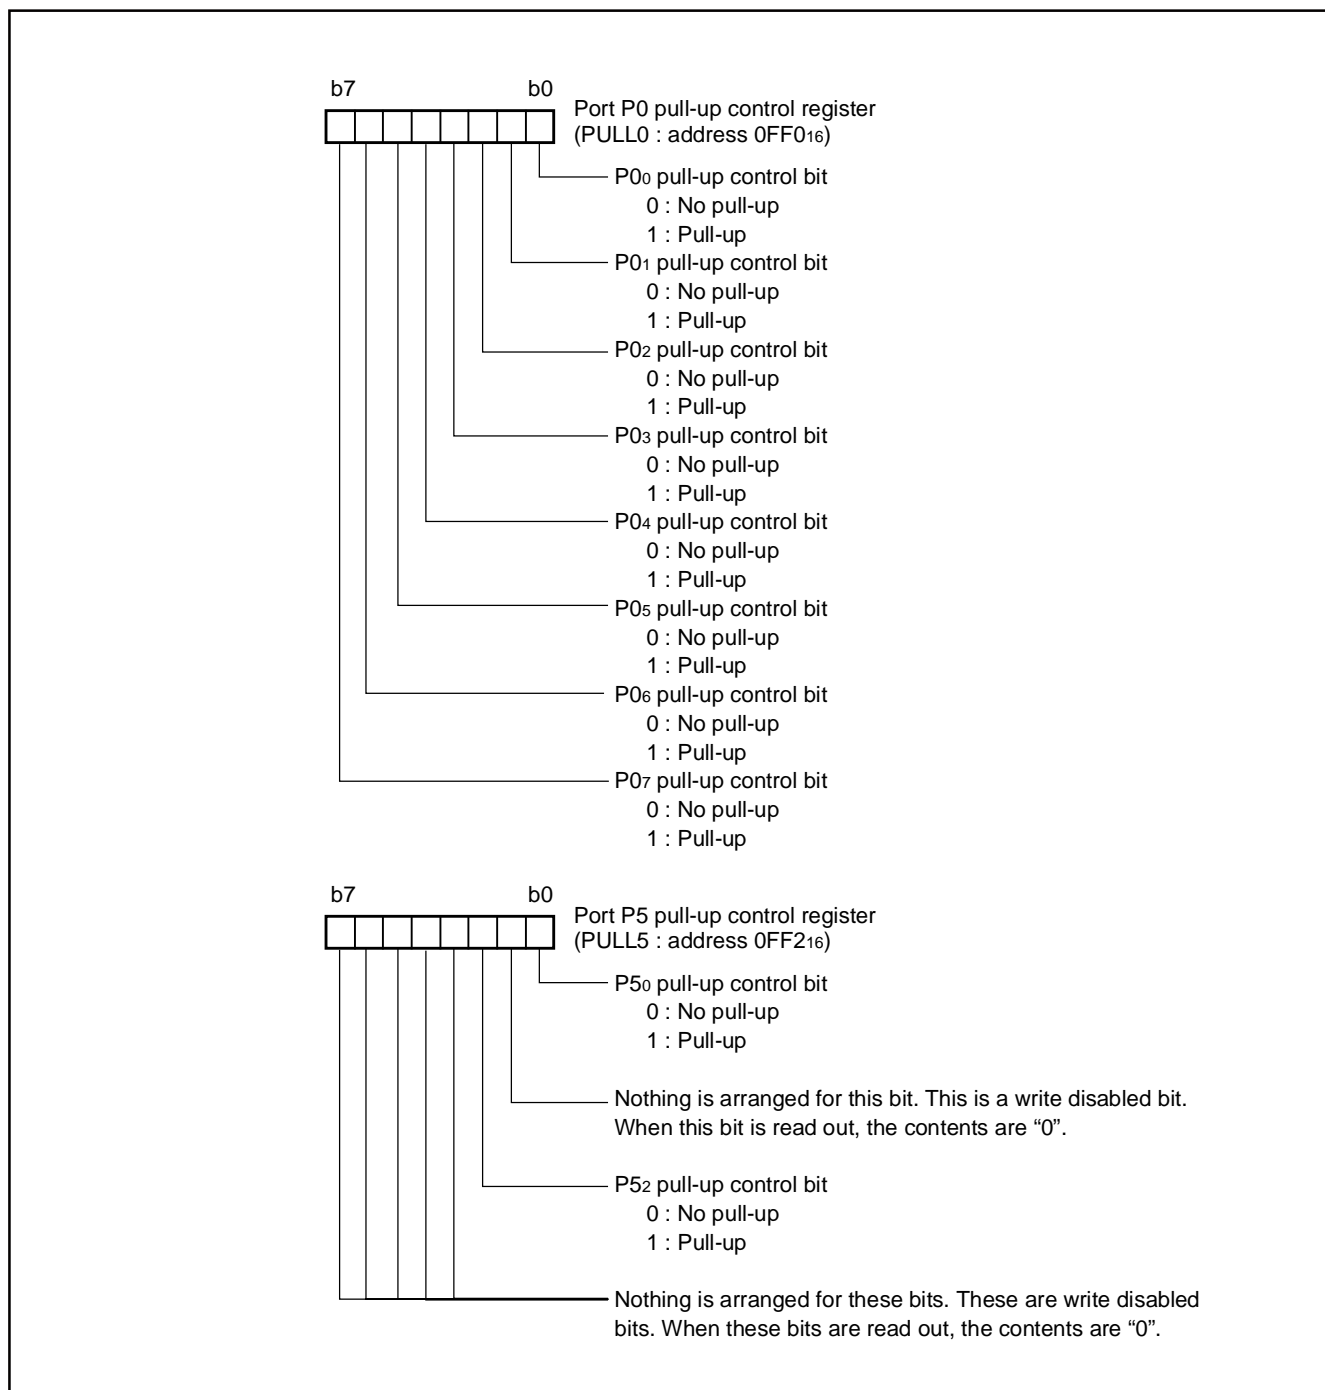 b7 b0
Port P0 pull-up control register
(PULL0 : address 0FF016)
P00 pull-up control bit
0 : No pull-up
1 : Pull-up
P01 pull-up control bit
0 : No pull-up
1 : Pull-up
P02 pull-up control bit
0 : No pull-up
1 : Pull-up
P03 pull-up control bit
0 : No pull-up
1 : Pull-up
P04 pull-up control bit
0 : No pull-up
1 : Pull-up
P05 pull-up control bit
0 : No pull-up
1 : Pull-up
P06 pull-up control bit
0 : No pull-up
1 : Pull-up
P07 pull-up control bit
0 : No pull-up
1 : Pull-up
b7 b0
Port P5 pull-up control register
(PULL5 : address 0FF216)
P50 pull-up control bit
0 : No pull-up
1 : Pull-up
Nothing is arranged for this bit. This is a write disabled bit.
When this bit is read out, the contents are “0”.
P52 pull-up control bit
0 : No pull-up
1 : Pull-up
Nothing is arranged for these bits. These are write disabled
bits. When these bits are read out, the contents are “0”.